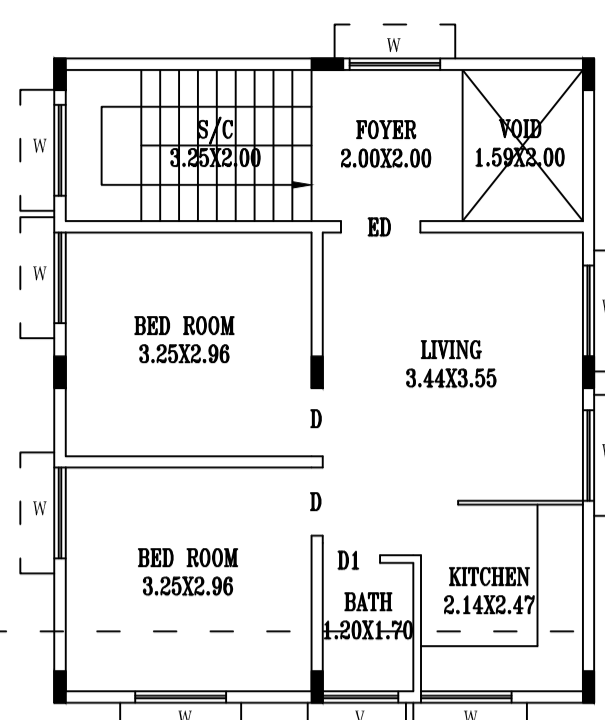 W
S/C
3.25X2.00
FOYER
2.00X2.00
VOID
1.59X2.00
W
ED
W
BED ROOM
3.25X2.96
LIVING
3.44X3.55
W
D
W
D
W
BED ROOM
3.25X2.96
D1
BATH
1.20X1.70
KITCHEN
2.14X2.47
W
V
W